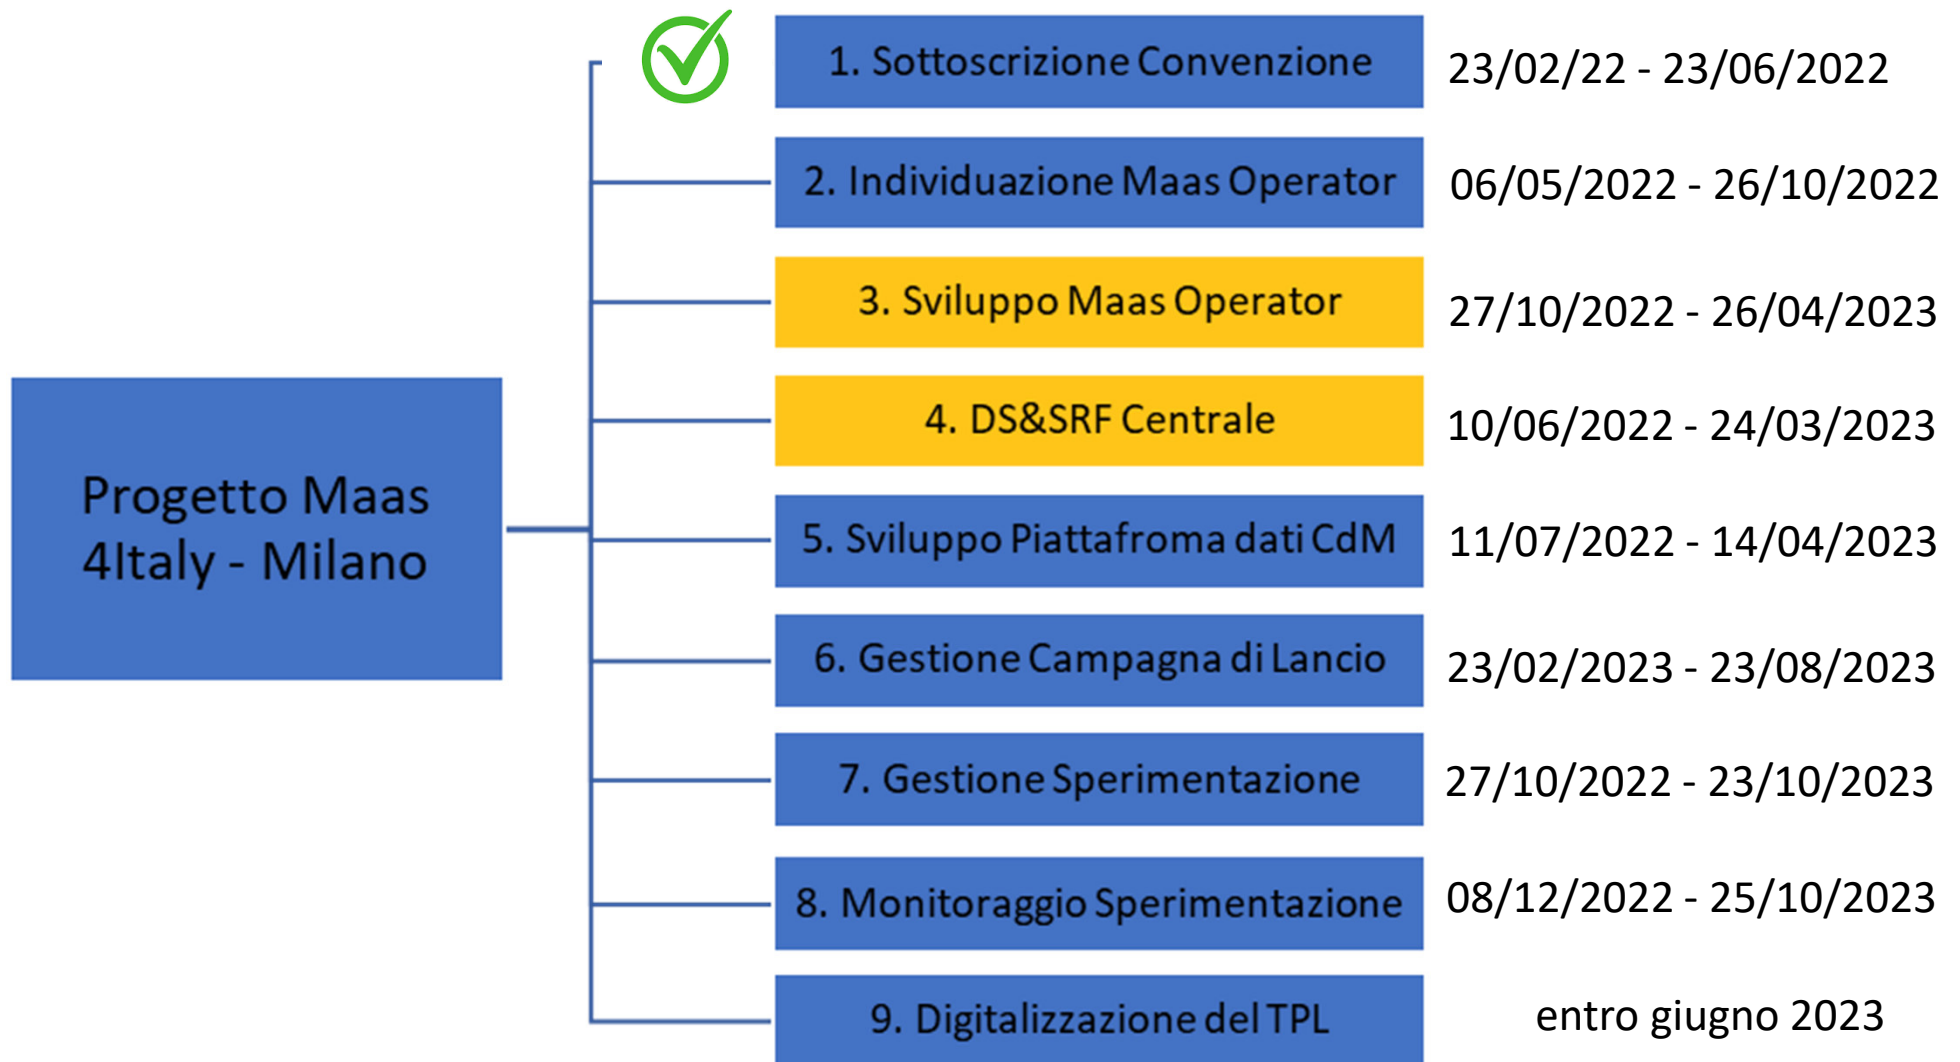 1. Sottoscrizione Convenzione 23/02/22 - 23/06/2022
2. Individuazione Maas Operator 06/05/2022 - 26/10/2022
3. Sviluppo Maas Operator 27/10/2022 - 26/04/2023
4. DS&SRF Centrale 10/06/2022 - 24/03/2023
Progetto Maas
4Italy - Milano
5. Sviluppo Piattafroma dati CdM 11/07/2022 - 14/04/2023
6. Gestione Campagna di Lancio 23/02/2023 - 23/08/2023
7. Gestione Sperimentazione 27/10/2022 - 23/10/2023
8. Monitoraggio Sperimentazione 08/12/2022 - 25/10/2023
9. Digitalizzazione del TPL entro giugno 2023